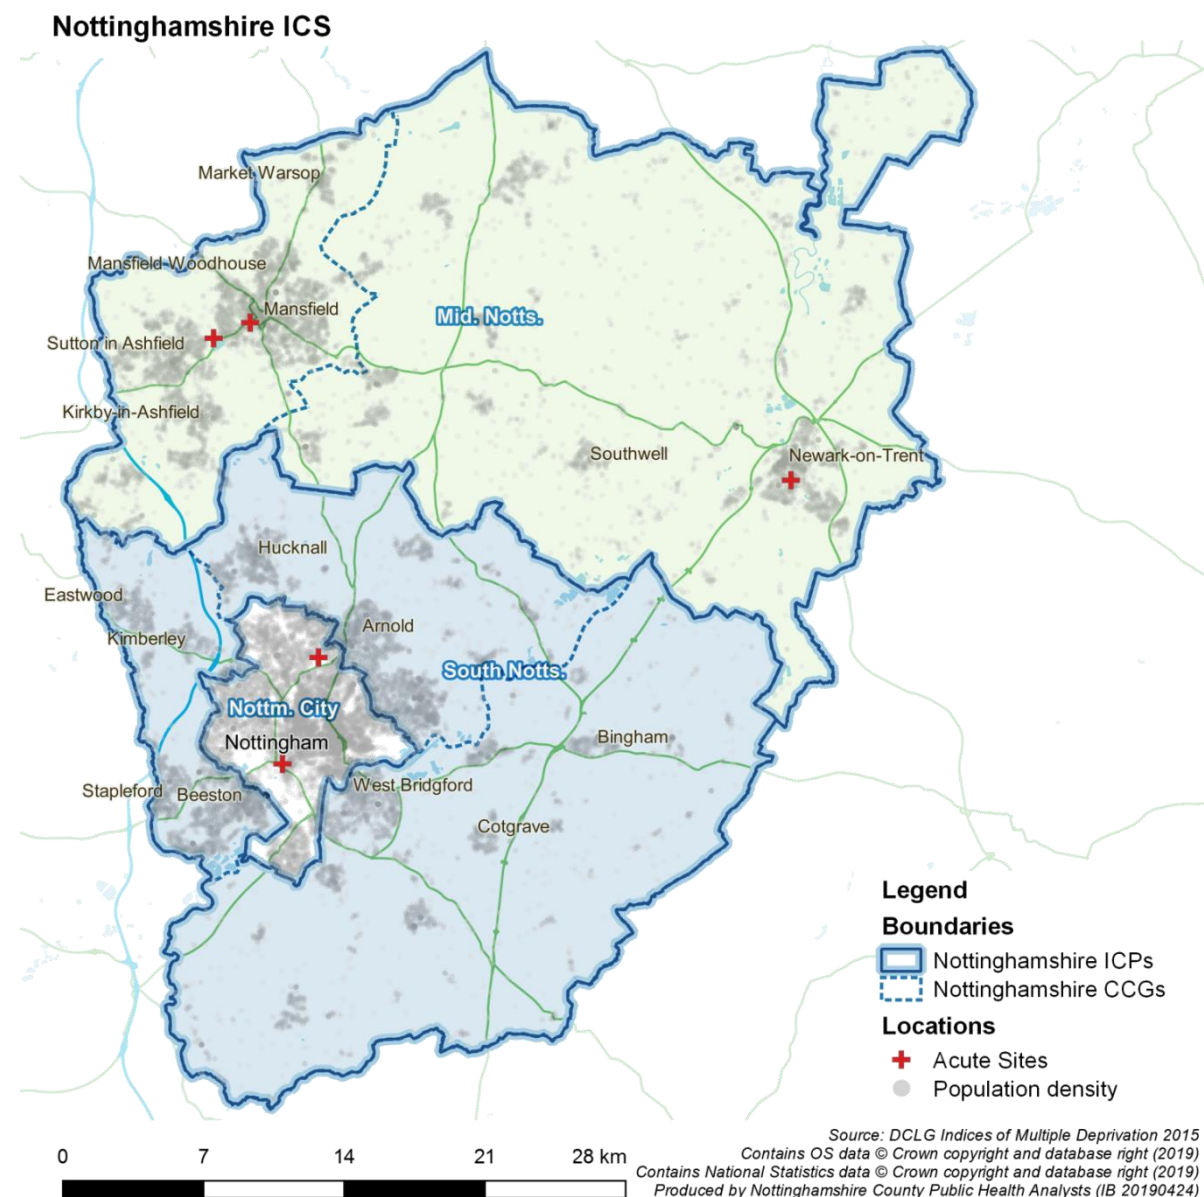 Nottinghamshire ICS
Market Warsop
Mansfield Woodhouse
Mansfield
Mid. Notts.
Sutton in Ashfield
Kirkby-in-Ashfield
Southwell
Newark-on-Trent
Hucknall
Eastwood
Arnold
Kimberley
South Notts.
Nottm. City
Nottingham
Bingham
Stapleford
Beeston
West Bridgford
Cotgrave
Legend
Boundaries
Nottinghamshire ICPs
Nottinghamshire CCGs
Locations
Acute Sites
Population density
Source: DCLG Indices of Multiple Deprivation 2015
Contains OS data © Crown copyright and database right (2019)
Contains National Statistics data © Crown copyright and database right (2019)
Produced by Nottinghamshire County Public Health Analysts (IB 20190424)
0 7 14 21 28 km